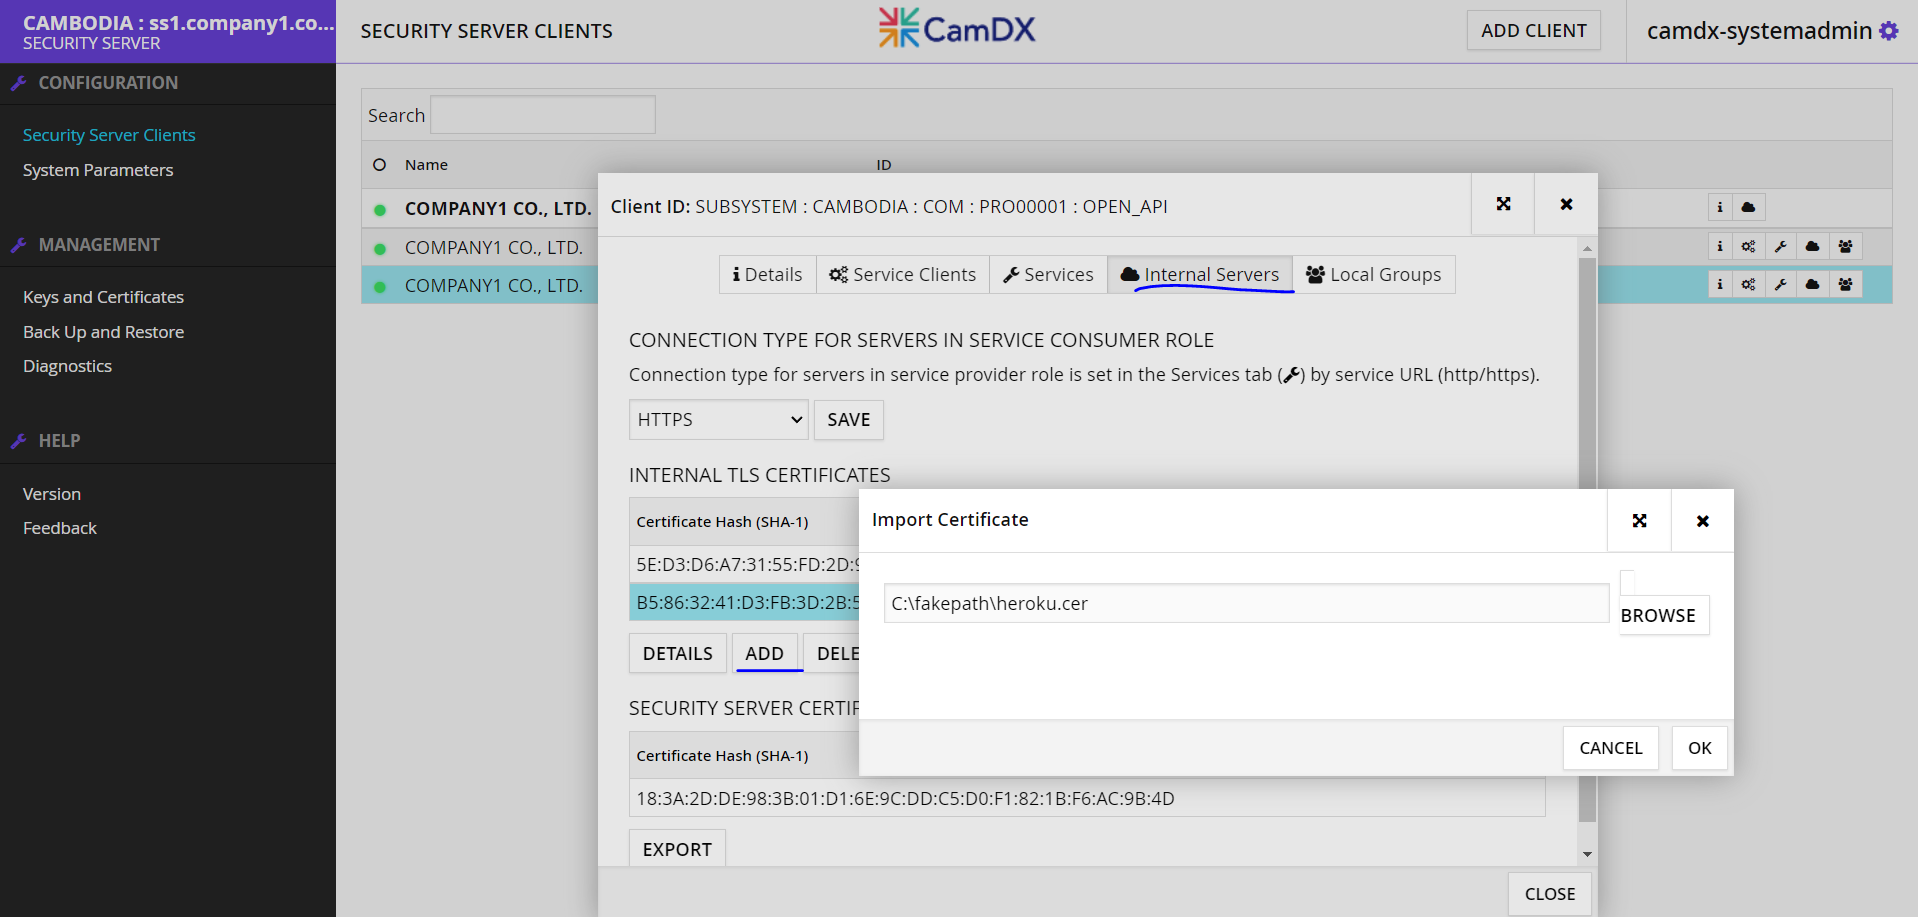 CAMBODIA : ss1.company1.co...
SECURITY SERVER
SECURITY SERVER CLIENTS
CamDX
ADD CLIENT
camdx-systemadmin
CONFIGURATION
Security Server Clients
System Parameters
MANAGEMENT
Keys and Certificates
Back Up and Restore
Diagnostics
HELP
Version
Feedback
Search
Name
ID
COMPANY1 CO., LTD.
COMPANY1 CO., LTD.
COMPANY1 CO., LTD.
Client ID: SUBSYSTEM : CAMBODIA : COM : PRO00001 : OPEN_API
Details
Service Clients
Services
Internal Servers
Local Groups
CONNECTION TYPE FOR SERVERS IN SERVICE CONSUMER ROLE
Connection type for servers in service provider role is set in the Services tab () by service URL (http/https).
HTTPS
SAVE
INTERNAL TLS CERTIFICATES
Certificate Hash (SHA-1)
5E:D3:D6:A7:31:55:FD:2D:9
B5:86:32:41:D3:FB:3D:2B:5
DETAILS
ADD
DELE
SECURITY SERVER CERTIF
Certificate Hash (SHA-1)
18:3A:2D:DE:98:3B:01:D1:6E:9C:DD:C5:D0:F1:82:1B:F6:AC:9B:4D
EXPORT
CLOSE
Import Certificate
C:\fakepath\heroku.cer
BROWSE
CANCEL
OK